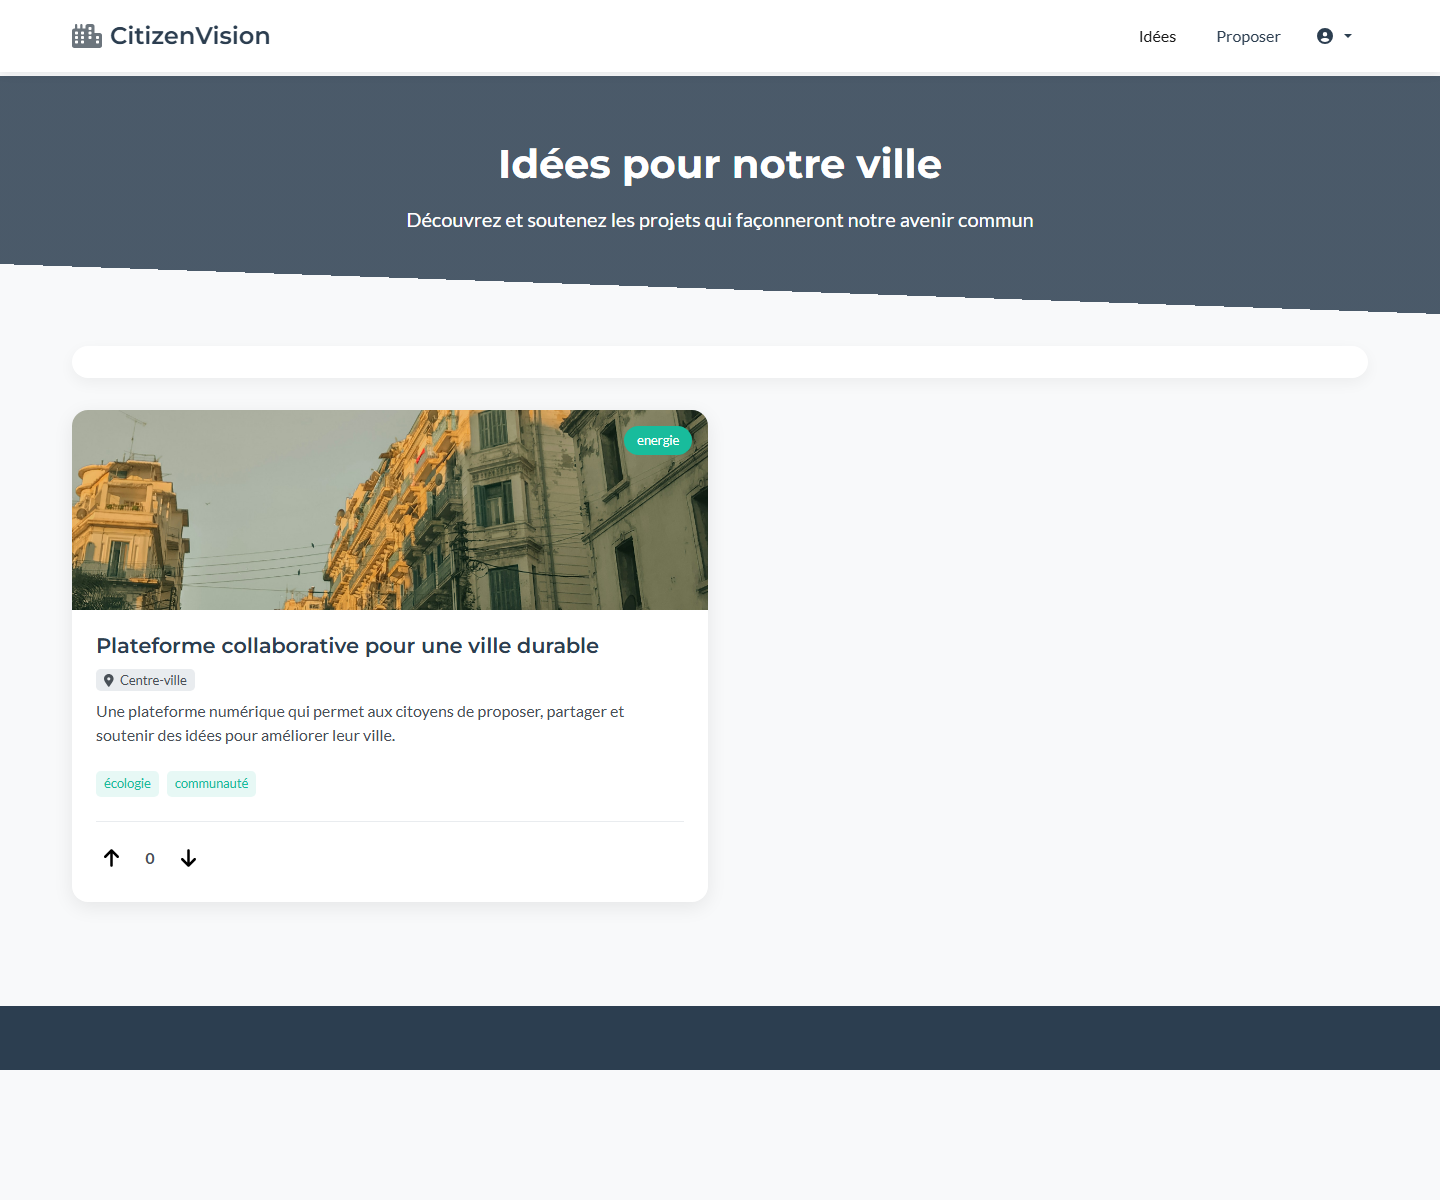 CitizenVision
Idées
Proposer
Idées pour notre ville
Découvrez et soutenez les projets qui façonneront notre avenir commun
energie
Plateforme collaborative pour une ville durable
Centre-ville
Une plateforme numérique qui permet aux citoyens de proposer, partager et
soutenir des idées pour améliorer leur ville.
écologie
communauté
0